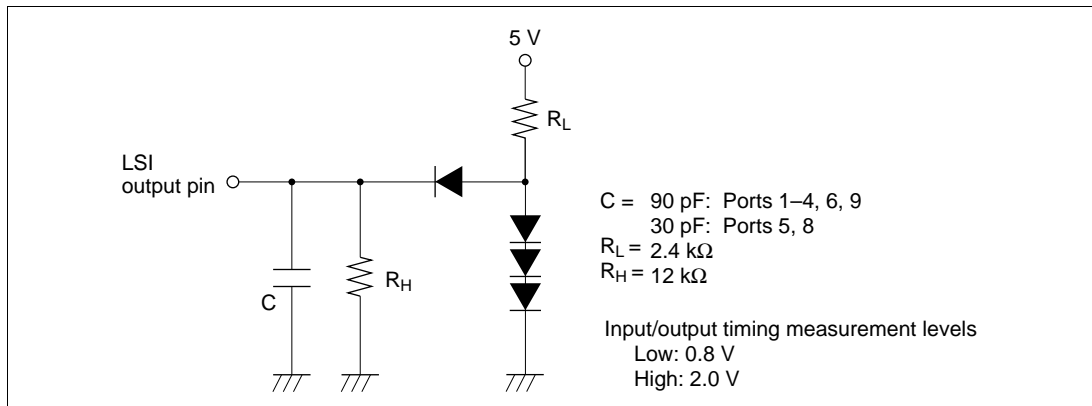 5 V
R_L
LSI
output pin
C
R_H
C = 90 pF: Ports 1–4, 6, 9
30 pF: Ports 5, 8
R_L = 2.4 kΩ
R_H = 12 kΩ
Input/output timing measurement levels
Low: 0.8 V
High: 2.0 V